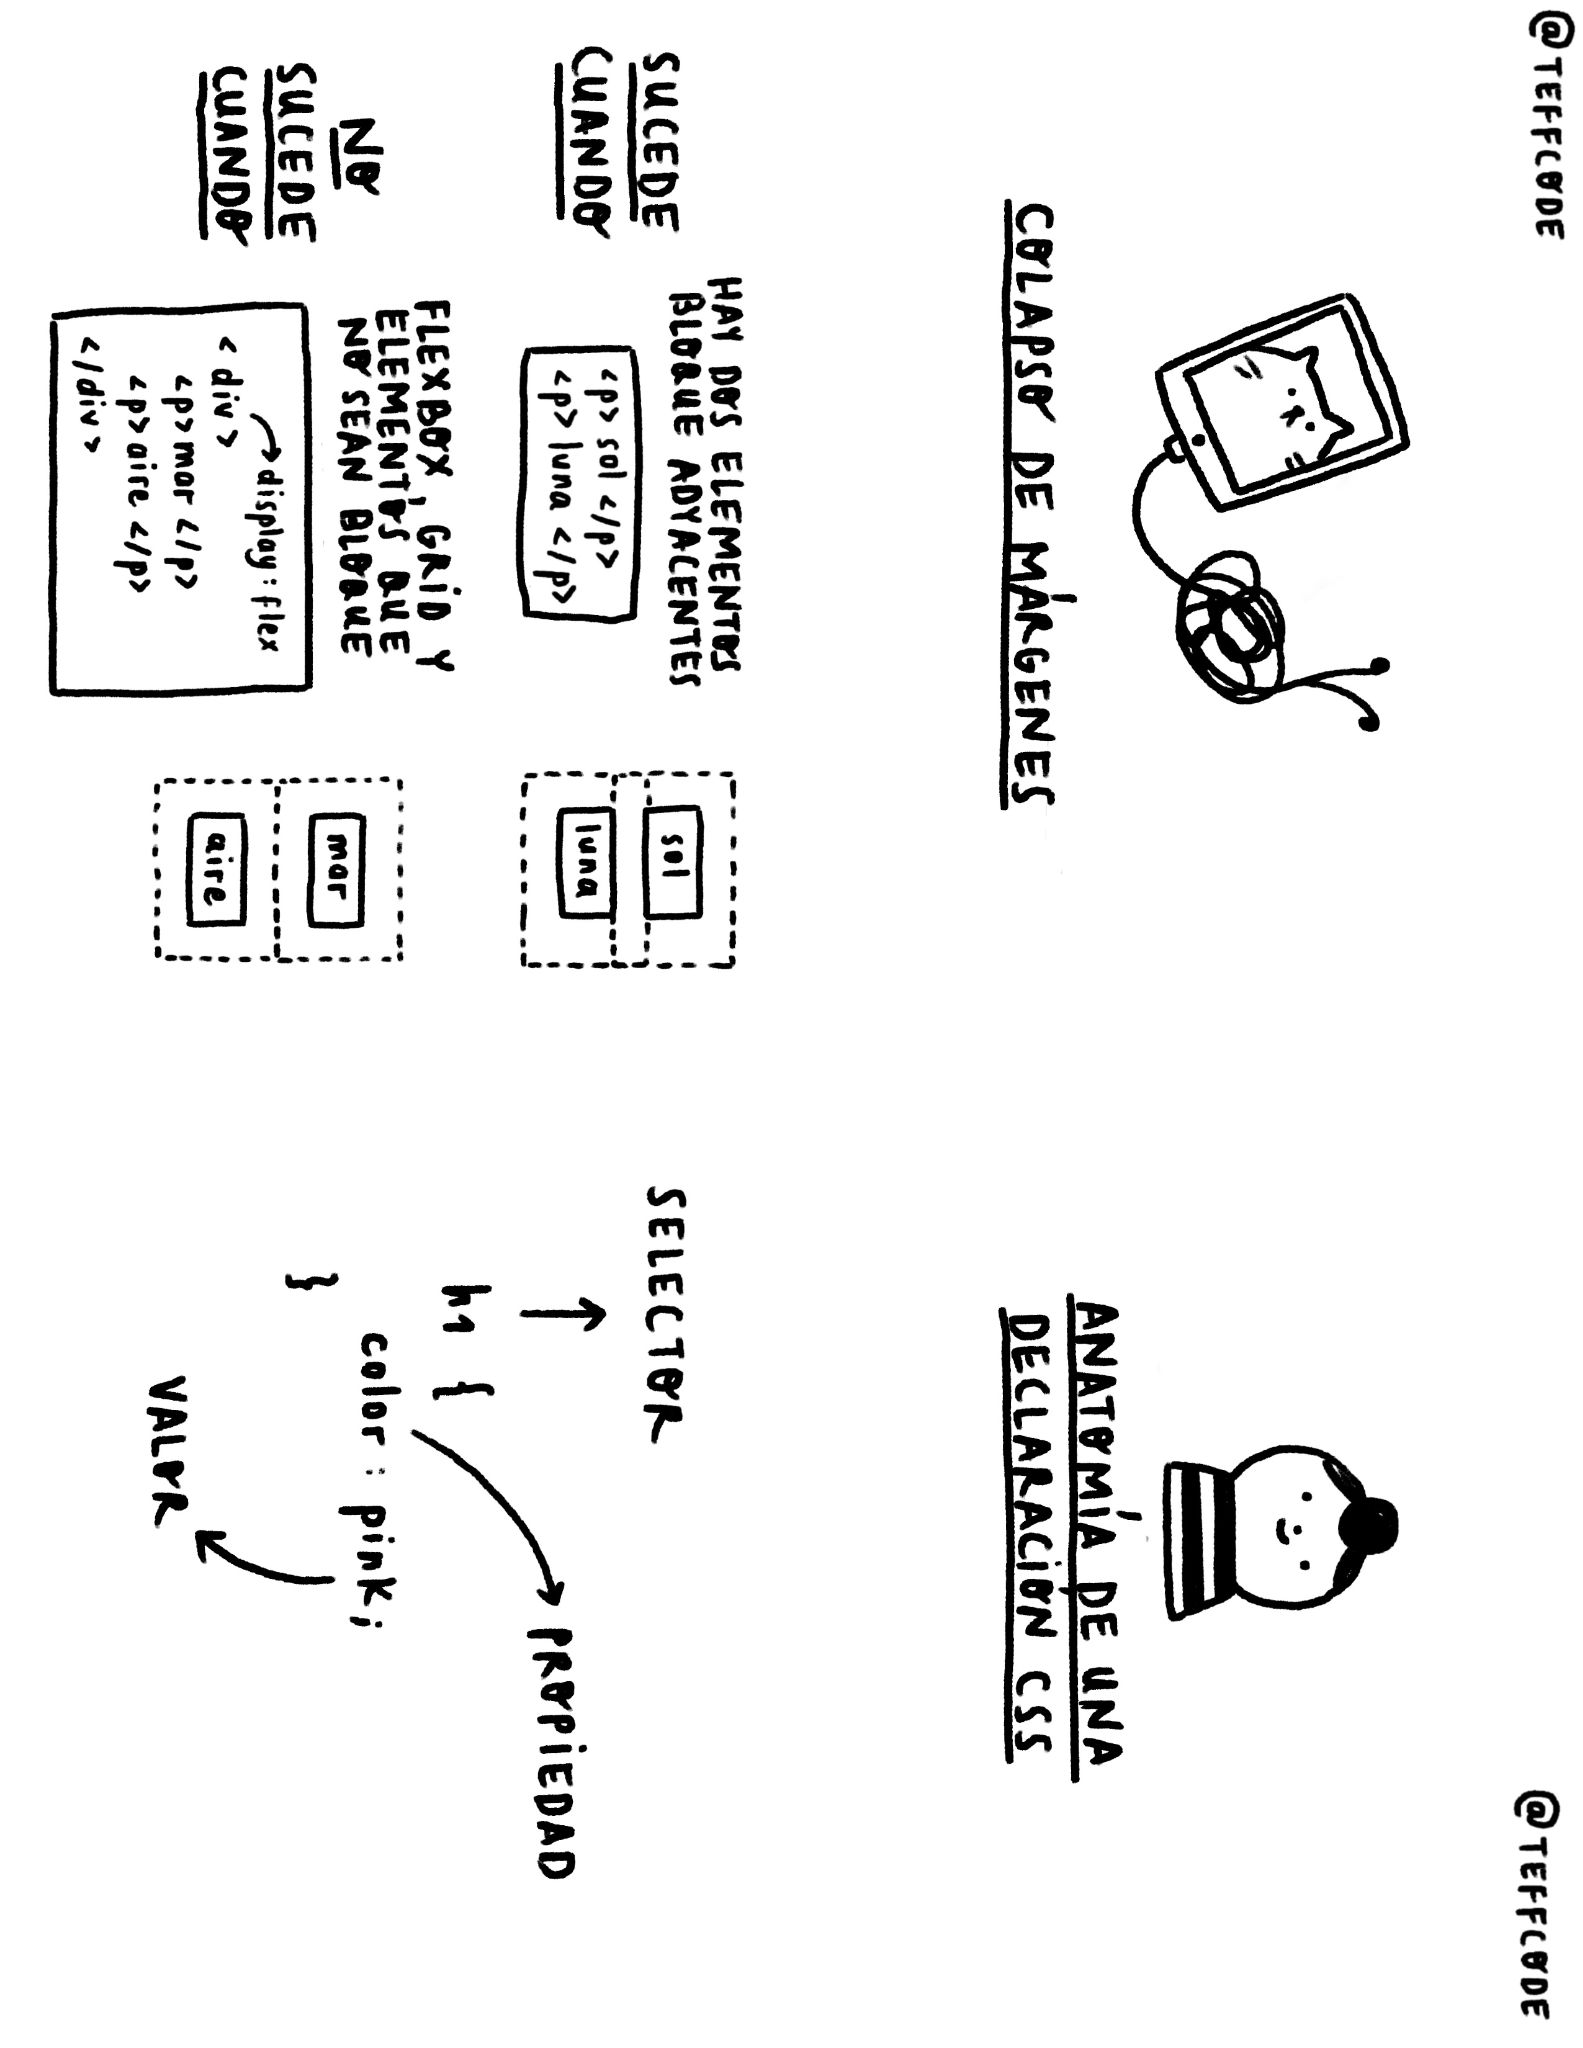 @TEFFCODE
COLAPSO DE MÁRGENES
SUCEDE
CUANDO
HAY DOS ELEMENTOS
BLOQUE ADYACENTES
<p> sol </p>
<p> luna </p>
sol
luna
NO
SUCEDE
CUANDO
FLEXBOX, GRID Y
ELEMENTOS QUE
NO SEAN BLOQUE
<div>
display: flex
<p> mar </p>
<p> aire </p>
</div>
mar
aire
@TEFFCODE
ANATOMÍA DE UNA
DECLARACIÓN CSS
SELECTOR
h1 {
color : pink;
}
PROPIEDAD
VALOR